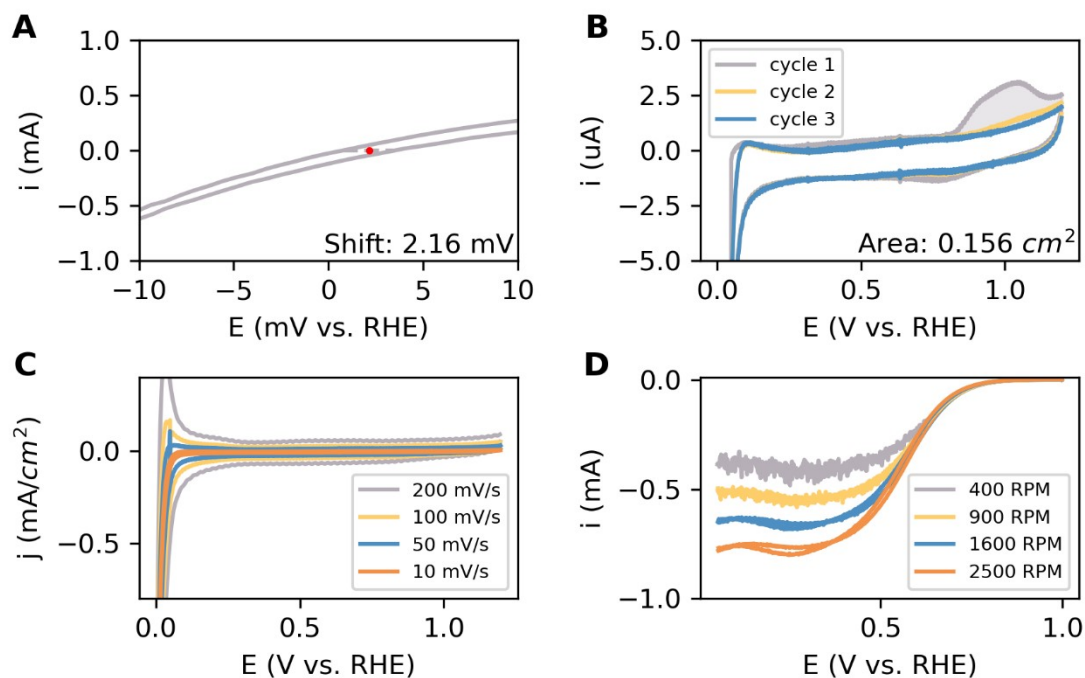 A
1.0
0.5
0.0
−0.5
−1.0
i (mA)
Shift: 2.16 mV
−10
−5
0
5
10
E (mV vs. RHE)
B
5.0
2.5
0.0
−2.5
−5.0
i (uA)
cycle 1
cycle 2
cycle 3
Area: 0.156 cm²
0.0
0.5
1.0
E (V vs. RHE)
C
0.0
−0.5
j (mA/cm²)
200 mV/s
100 mV/s
50 mV/s
10 mV/s
0.0
0.5
1.0
E (V vs. RHE)
D
0.0
−0.5
−1.0
i (mA)
400 RPM
900 RPM
1600 RPM
2500 RPM
0.5
1.0
E (V vs. RHE)